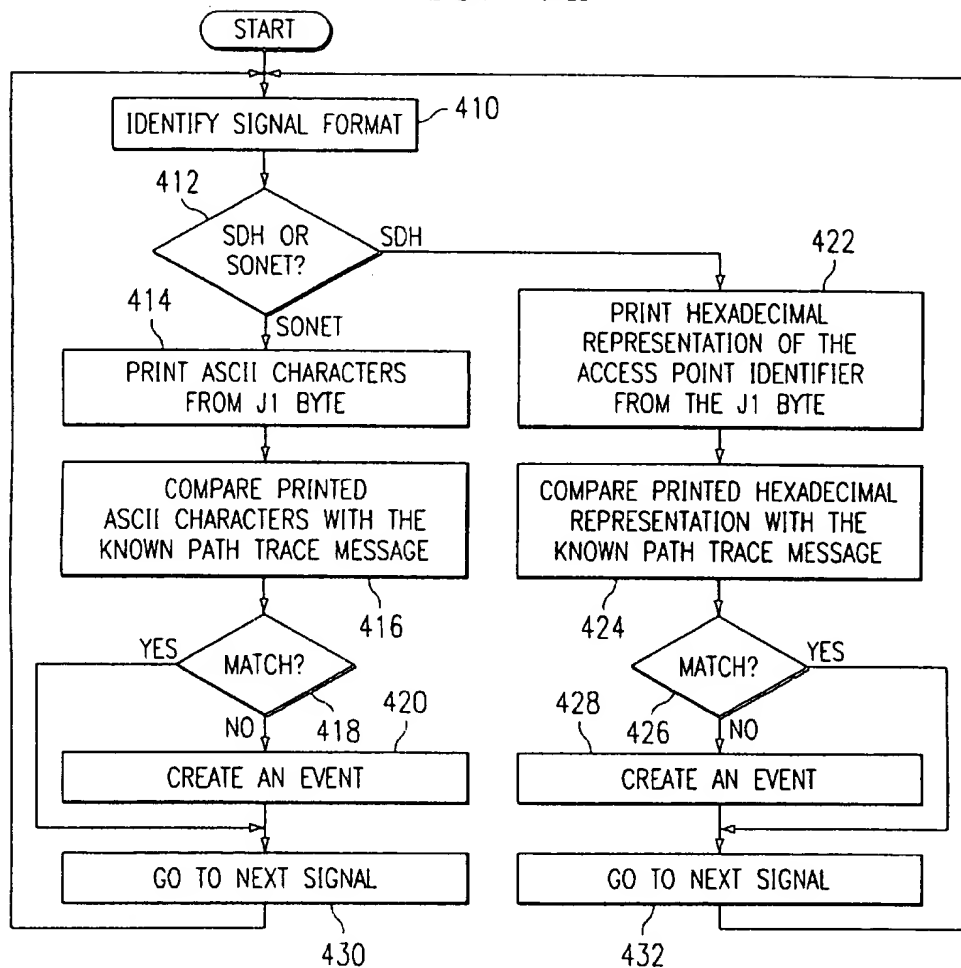 START
IDENTIFY SIGNAL FORMAT
410
412
SDH OR
SONET?
SDH
SONET
414
PRINT ASCII CHARACTERS
FROM J1 BYTE
COMPARE PRINTED
ASCII CHARACTERS WITH THE
KNOWN PATH TRACE MESSAGE
416
YES
MATCH?
418
NO
420
CREATE AN EVENT
GO TO NEXT SIGNAL
430
422
PRINT HEXADECIMAL
REPRESENTATION OF THE
ACCESS POINT IDENTIFIER
FROM THE J1 BYTE
COMPARE PRINTED HEXADECIMAL
REPRESENTATION WITH THE
KNOWN PATH TRACE MESSAGE
424
MATCH?
YES
426
NO
428
CREATE AN EVENT
GO TO NEXT SIGNAL
432